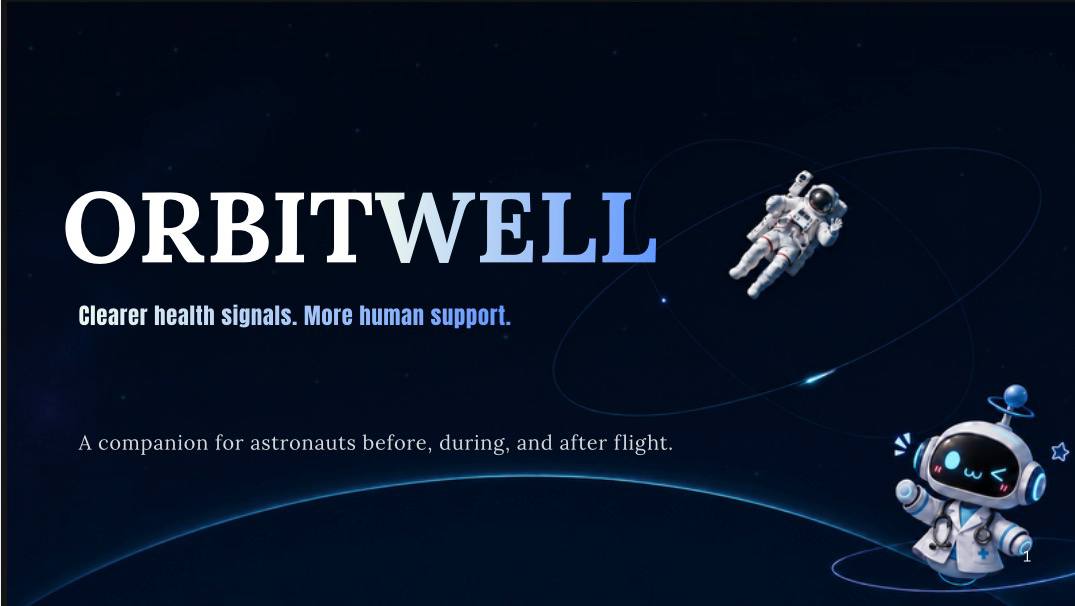 ORBITWELL
Clearer health signals. More human support.
A companion for astronauts before, during, and after flight.
1